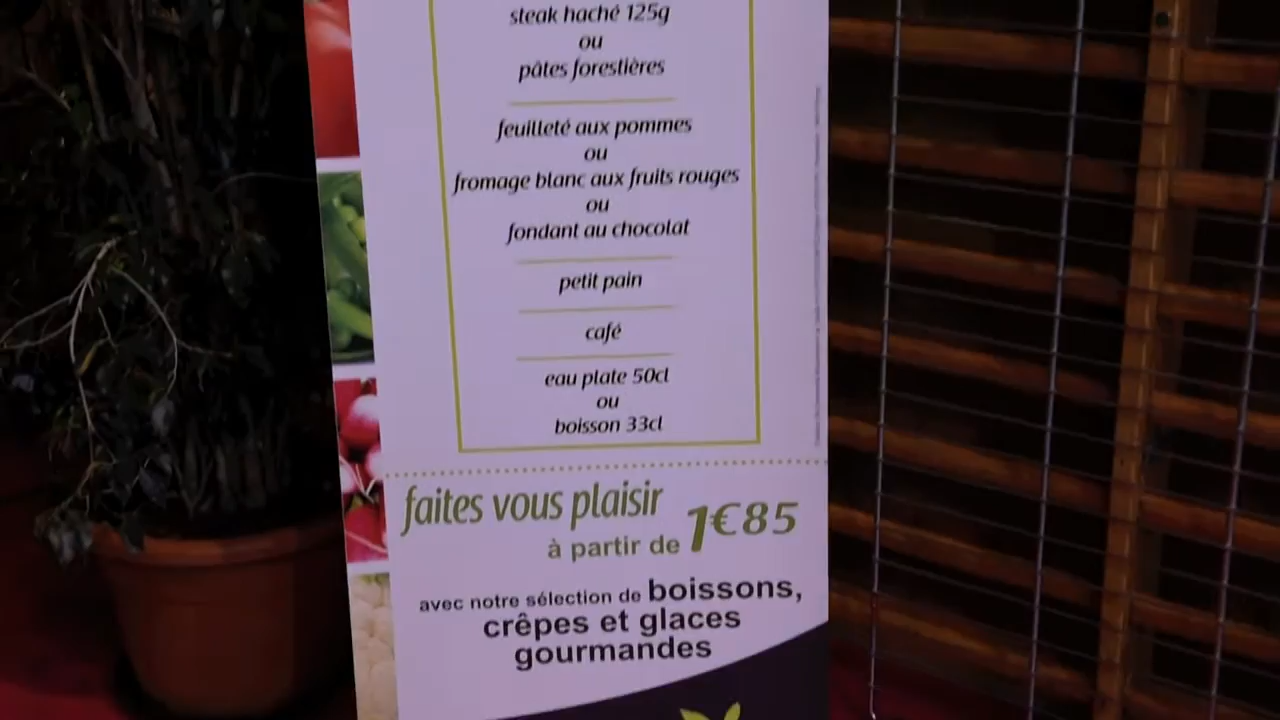 steak haché 125g
ou
pâtes forestières
feuilleté aux pommes
ou
fromage blanc aux fruits rouges
ou
fondant au chocolat
petit pain
café
eau plate 50cl
ou
boisson 33cl
faites vous plaisir
à partir de 1€85
avec notre sélection de boissons,
crêpes et glaces
gourmandes